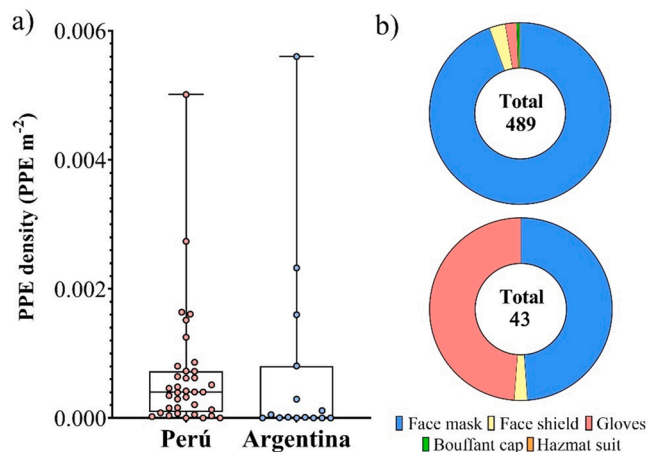 a)
PPE density (PPE m⁻²)
0.006
0.004
0.002
0.000
Perú Argentina
b)
Total
489
Total
43
Face mask Face shield Gloves
Bouffant cap Hazmat suit